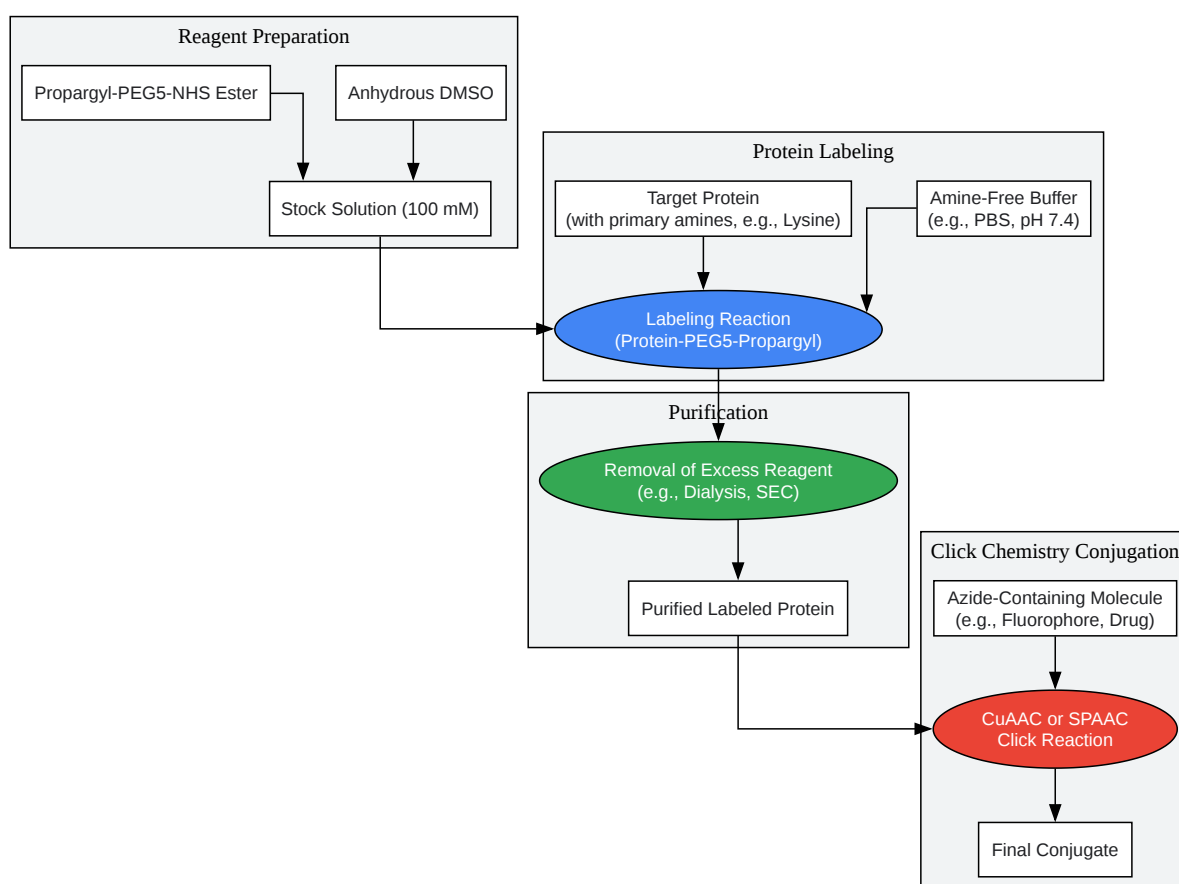 Reagent Preparation
Propargyl-PEG5-NHS Ester
Anhydrous DMSO
Stock Solution (100 mM)
Protein Labeling
Target Protein
(with primary amines, e.g., Lysine)
Amine-Free Buffer
(e.g., PBS, pH 7.4)
Labeling Reaction
(Protein-PEG5-Propargyl)
Purification
Removal of Excess Reagent
(e.g., Dialysis, SEC)
Purified Labeled Protein
Click Chemistry Conjugation
Azide-Containing Molecule
(e.g., Fluorophore, Drug)
CuAAC or SPAAC
Click Reaction
Final Conjugate